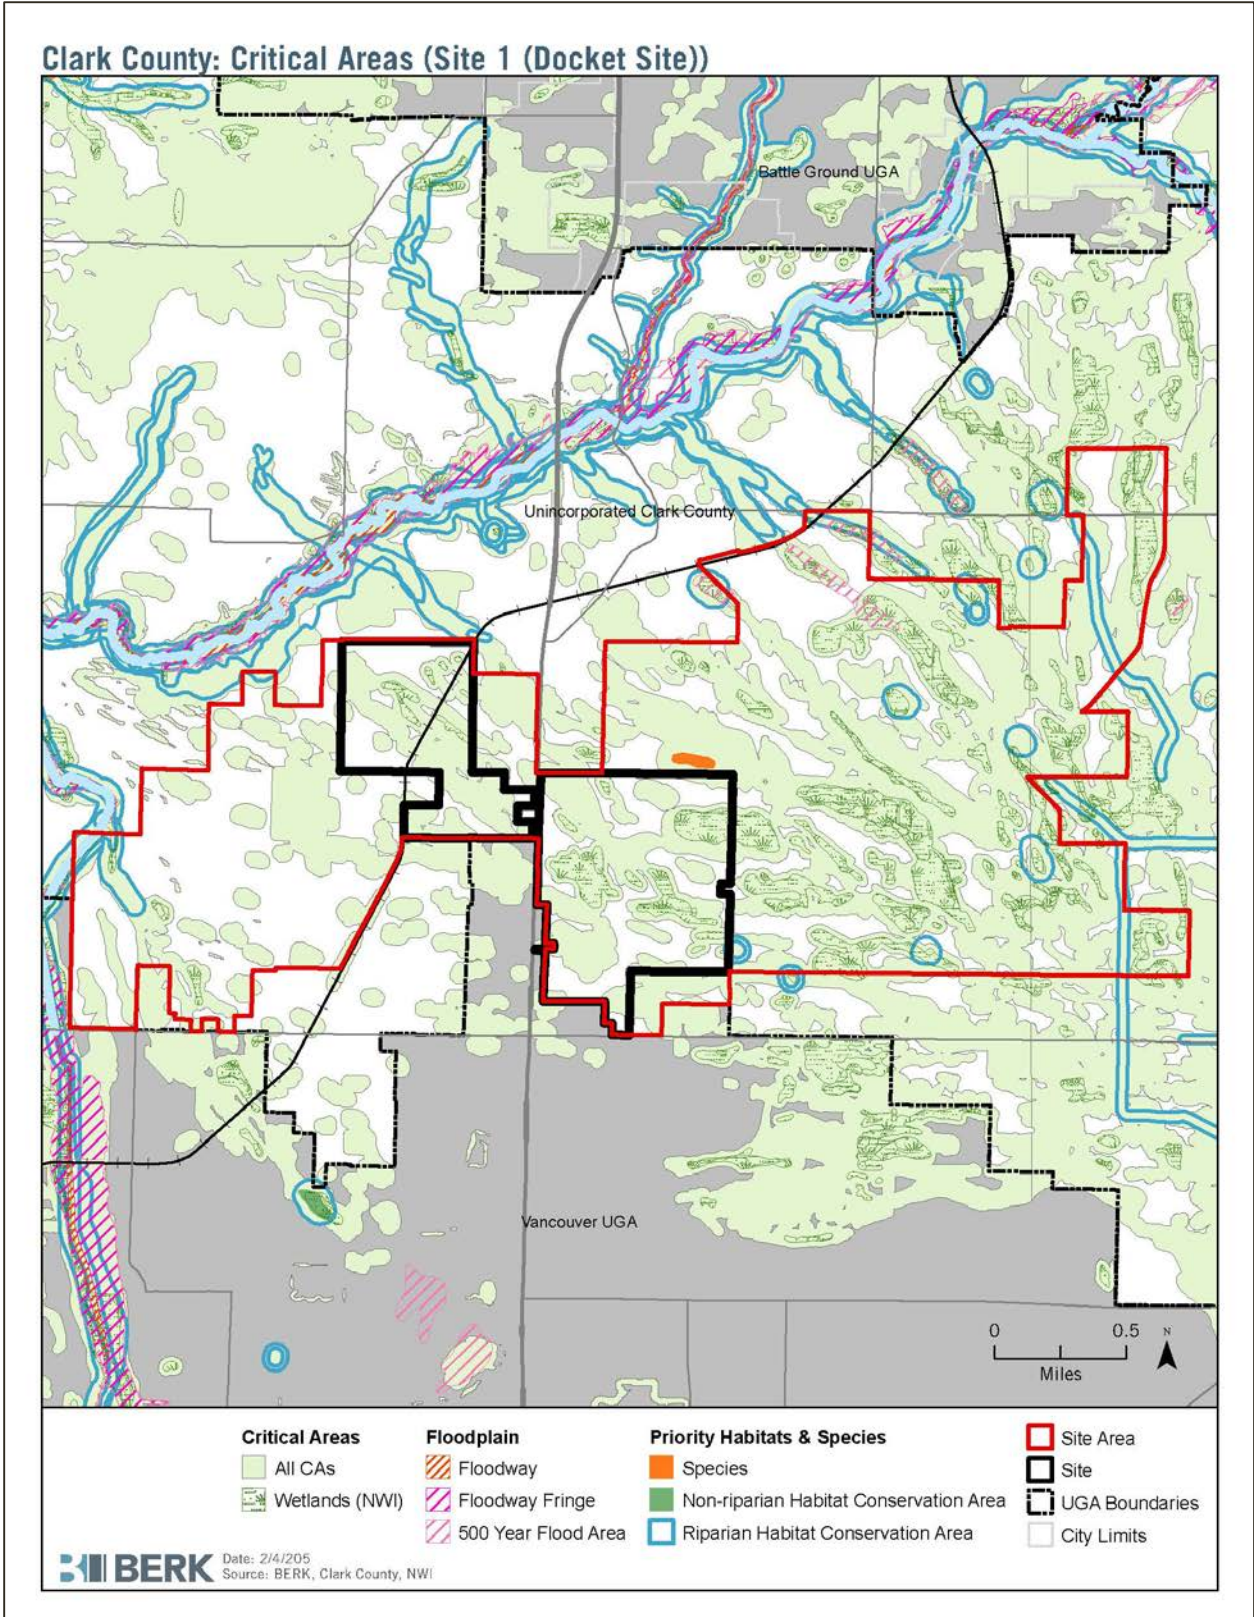 Clark County: Critical Areas (Site 1 (Docket Site))
Battle Ground UGA
Unincorporated Clark County
Vancouver UGA
0 0.5 N
Miles
Critical Areas
All CAs
Wetlands (NWI)
Floodplain
Floodway
Floodway Fringe
500 Year Flood Area
Priority Habitats & Species
Species
Non-riparian Habitat Conservation Area
Riparian Habitat Conservation Area
Site Area
Site
UGA Boundaries
City Limits
BERK
Date: 2/4/205
Source: BERK, Clark County, NWI